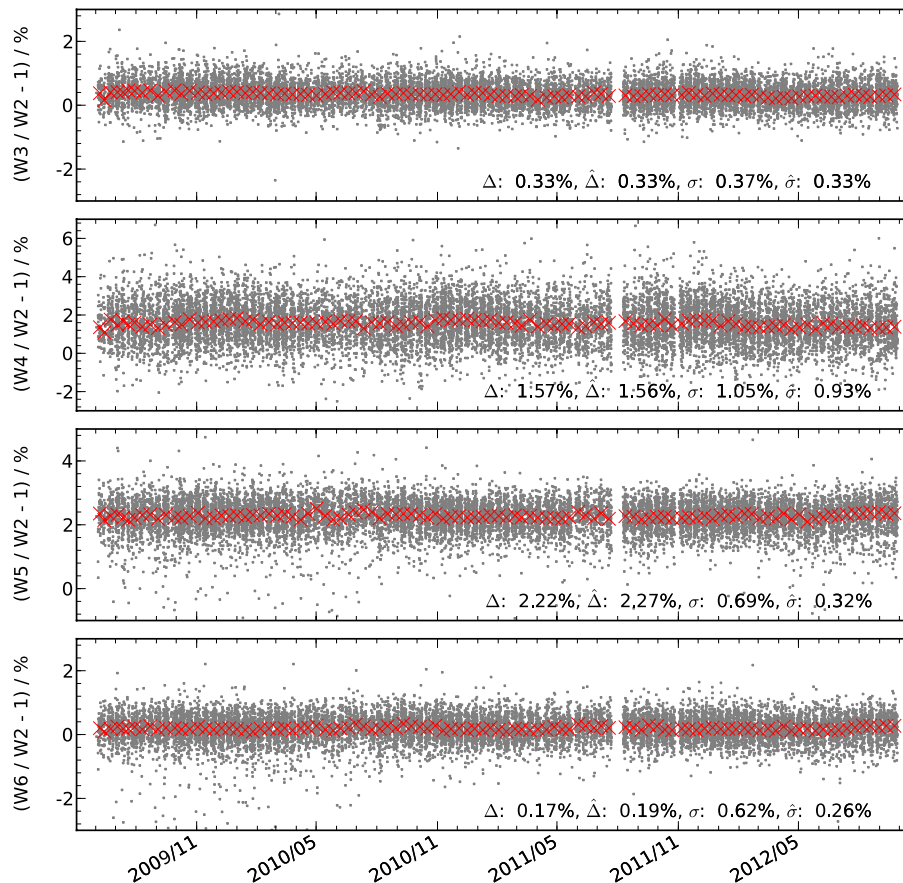 (W3 / W2 - 1) / %
2
0
-2
Δ: 0.33%, Δ̂: 0.33%, σ: 0.37%, σ̂: 0.33%
(W4 / W2 - 1) / %
6
4
2
0
-2
Δ: 1.57%, Δ̂: 1.56%, σ: 1.05%, σ̂: 0.93%
(W5 / W2 - 1) / %
4
2
0
Δ: 2.22%, Δ̂: 2.27%, σ: 0.69%, σ̂: 0.32%
(W6 / W2 - 1) / %
2
0
-2
Δ: 0.17%, Δ̂: 0.19%, σ: 0.62%, σ̂: 0.26%
2009/11 2010/05 2010/11 2011/05 2011/11 2012/05